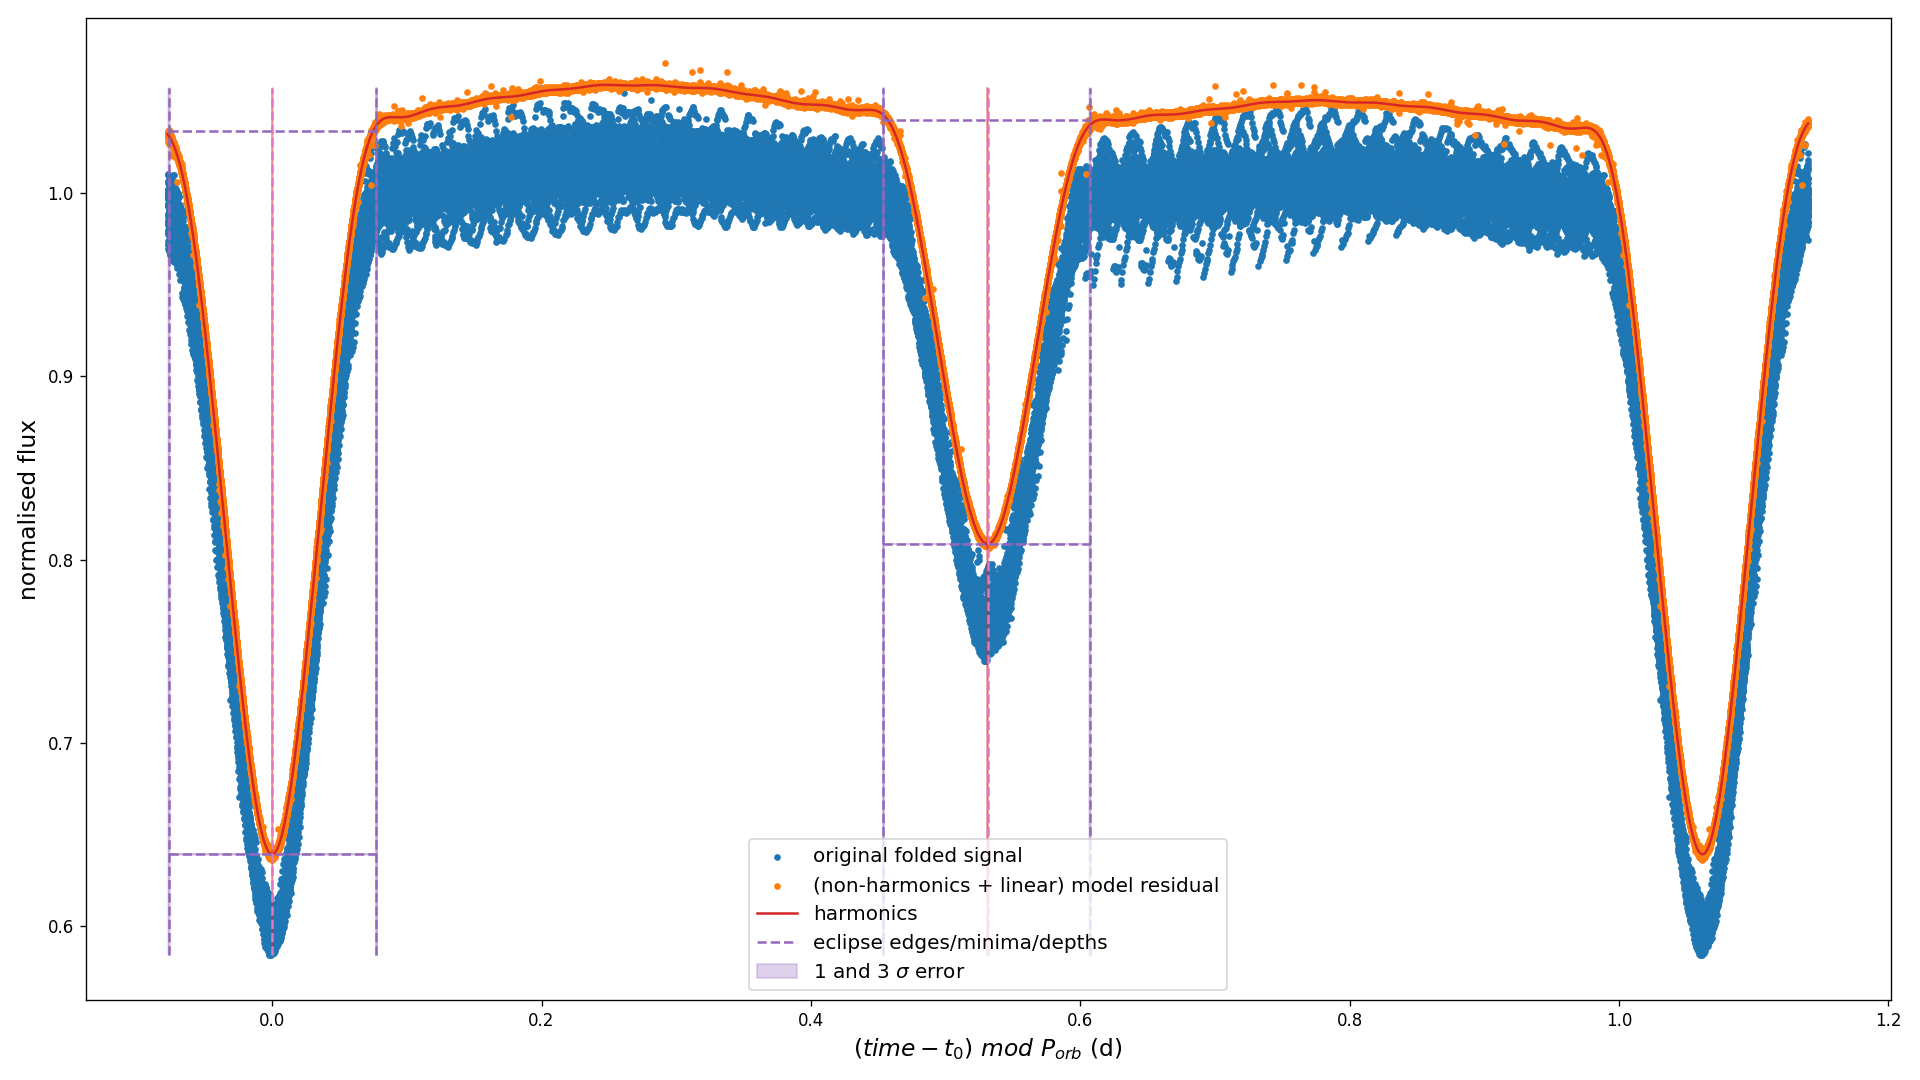 normalised flux
1.0
0.9
0.8
0.7
0.6
original folded signal
(non-harmonics + linear) model residual
harmonics
eclipse edges/minima/depths
1 and 3 σ error
0.0 0.2 0.4 0.6 0.8 1.0 1.2
(time − t₀) mod P_orb (d)